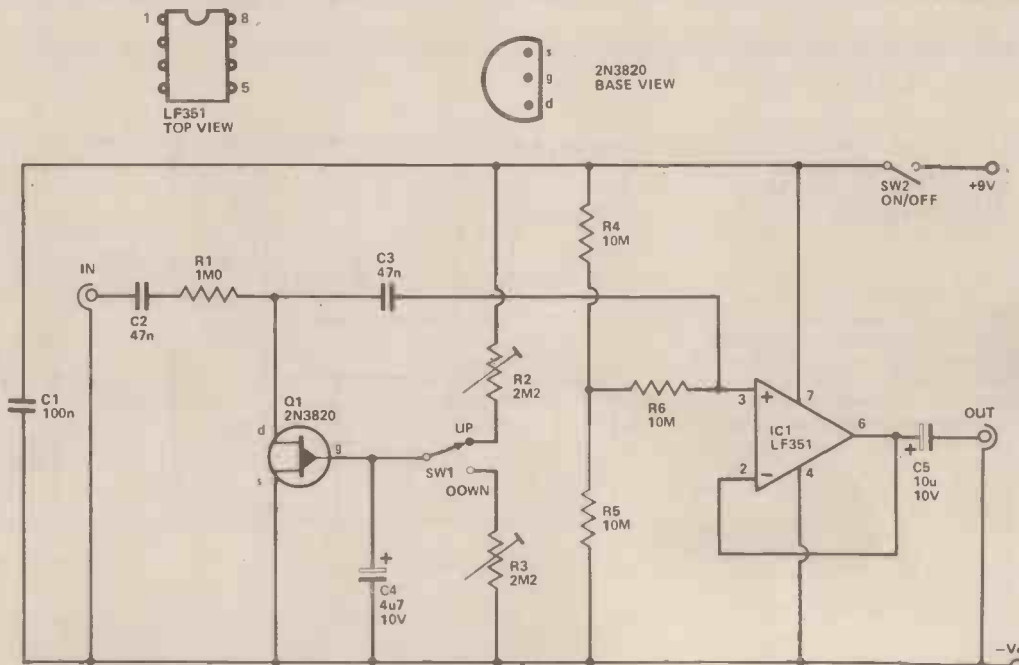 1
8
5
LF351
TOP VIEW
s
g
d
2N3820
BASE VIEW
SW2
ON/OFF
+9V
R4
10M
IN
R1
1M0
C3
47n
C2
47n
R2
2M2
C1
100n
Q1
2N3820
d
g
s
UP
SW1
OOWN
R6
10M
3
7
IC1
LF351
6
2
4
OUT
+
C5
10u
10V
R5
10M
+
C4
4u7
10V
R3
2M2